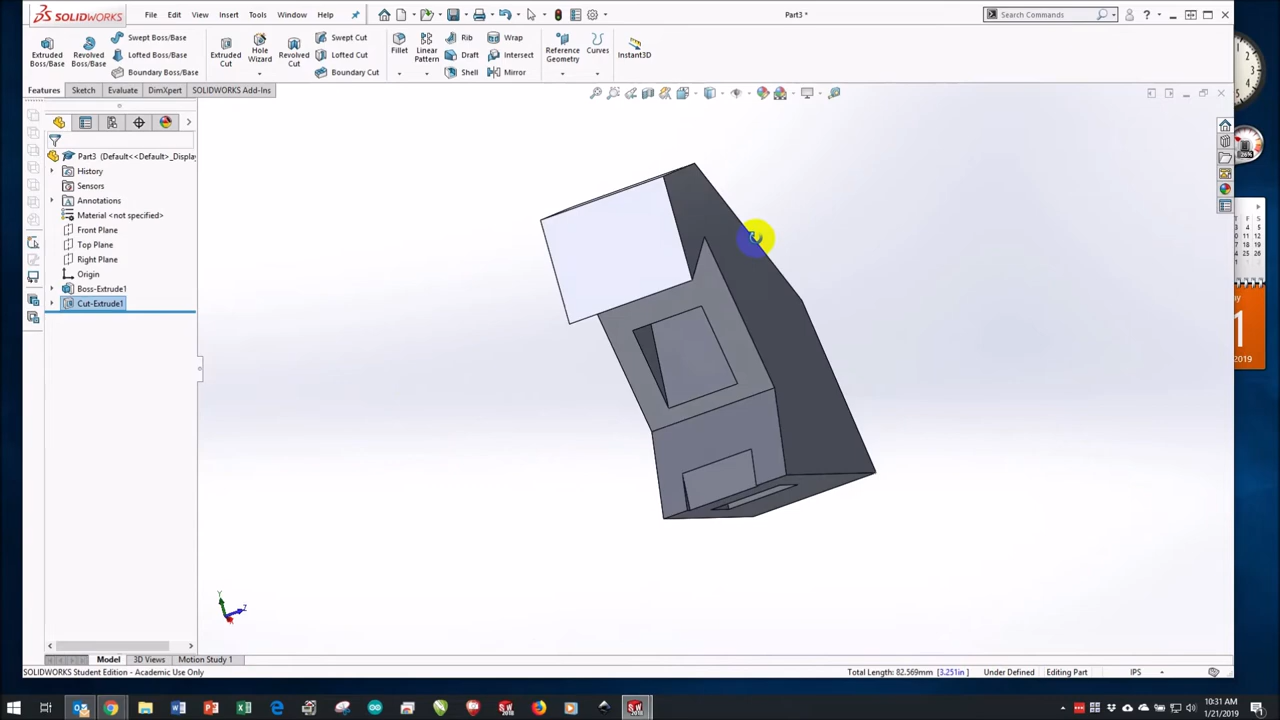 SOLIDWORKS File Edit View Insert Tools Window Help Part3 * Search Commands
Extruded Boss/Base
Revolved Boss/Base
Swept Boss/Base
Lofted Boss/Base
Boundary Boss/Base
Extruded Cut
Hole Wizard
Revolved Cut
Swept Cut
Lofted Cut
Boundary Cut
Fillet
Linear Pattern
Rib
Draft
Shell
Wrap
Intersect
Mirror
Reference Geometry
Curves
Instant3D
Features Sketch Evaluate DimXpert SOLIDWORKS Add-Ins
Part3 (Default<<Default>_Display
History
Sensors
Annotations
Material <not specified>
Front Plane
Top Plane
Right Plane
Origin
Boss-Extrude1
Cut-Extrude1
26%
2019
Y
Z
Model 3D Views Motion Study 1
SOLIDWORKS Student Edition - Academic Use Only Total Length: 82.569mm [3.251in] Under Defined Editing Part IPS
10:31 AM
1/21/2019